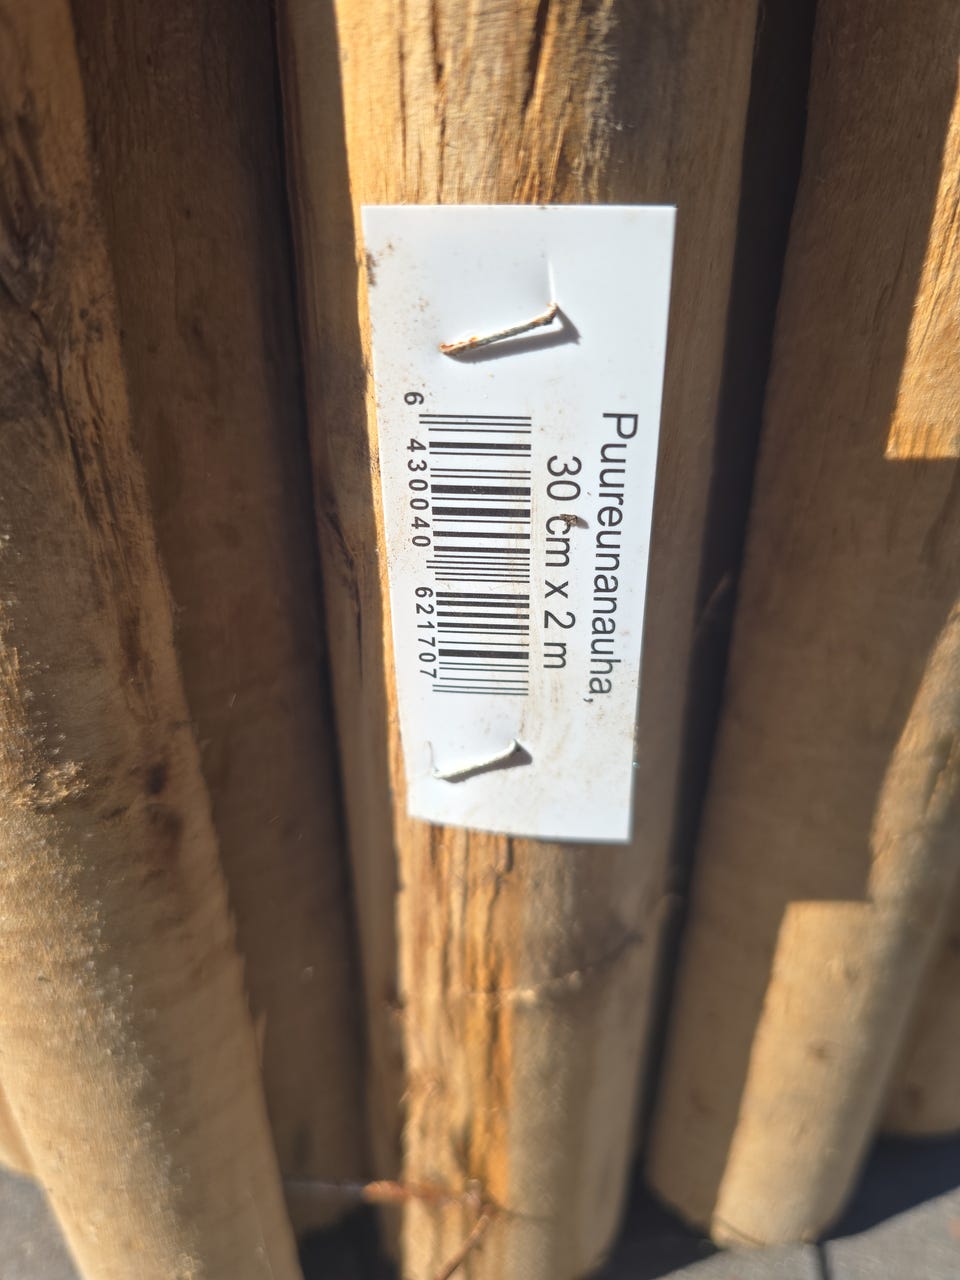 Puureunanauha,
30 cm x 2 m
6 430040 621707